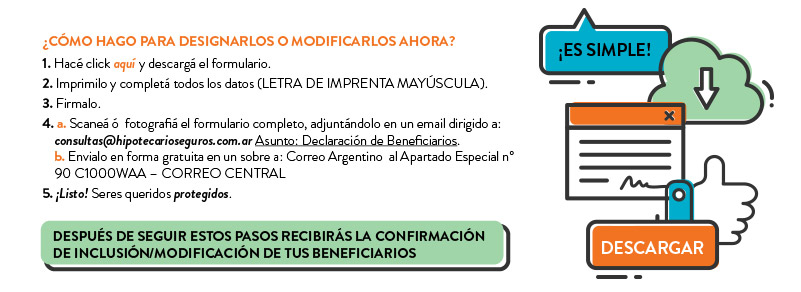 ¿CÓMO HAGO PARA DESIGNARLOS O MODIFICARLOS AHORA?
1. Hacé click aquí y descargá el formulario.
2. Imprimilo y completá todos los datos (LETRA DE IMPRENTA MAYÚSCULA).
3. Firmalo.
4. a. Scaneá ó fotografiá el formulario completo, adjuntándolo en un email dirigido a:
consultas@hipotecarioseguros.com.ar Asunto: Declaración de Beneficiarios.
b. Envialo en forma gratuita en un sobre a: Correo Argentino al Apartado Especial n°
90 C1000WAA – CORREO CENTRAL
5. ¡Listo! Seres queridos protegidos.
DESPUÉS DE SEGUIR ESTOS PASOS RECIBIRÁS LA CONFIRMACIÓN
DE INCLUSIÓN/MODIFICACIÓN DE TUS BENEFICIARIOS
¡ES SIMPLE!
DESCARGAR